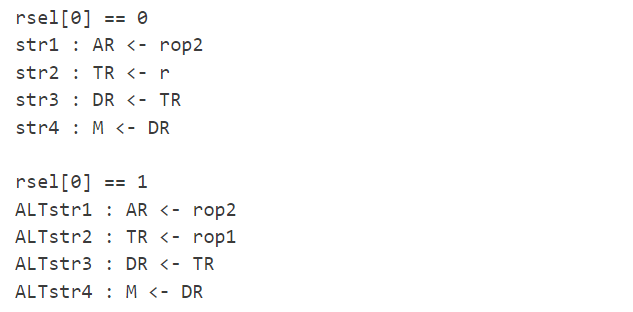 rsel[0] == 0
str1 : AR <- rop2
str2 : TR <- r
str3 : DR <- TR
str4 : M <- DR
rsel[0] == 1
ALTstr1 : AR <- rop2
ALTstr2 : TR <- rop1
ALTstr3 : DR <- TR
ALTstr4 : M <- DR